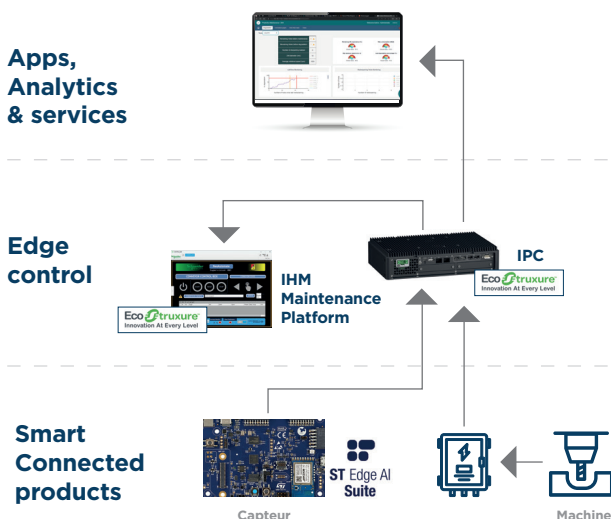 Apps,
Analytics
& services
Edge
control
IHM
Maintenance
Platform
EcoStruxure
Innovation At Every Level
IPC
EcoStruxure
Innovation At Every Level
Smart
Connected
products
ST Edge AI
Suite
Capteur
Machine